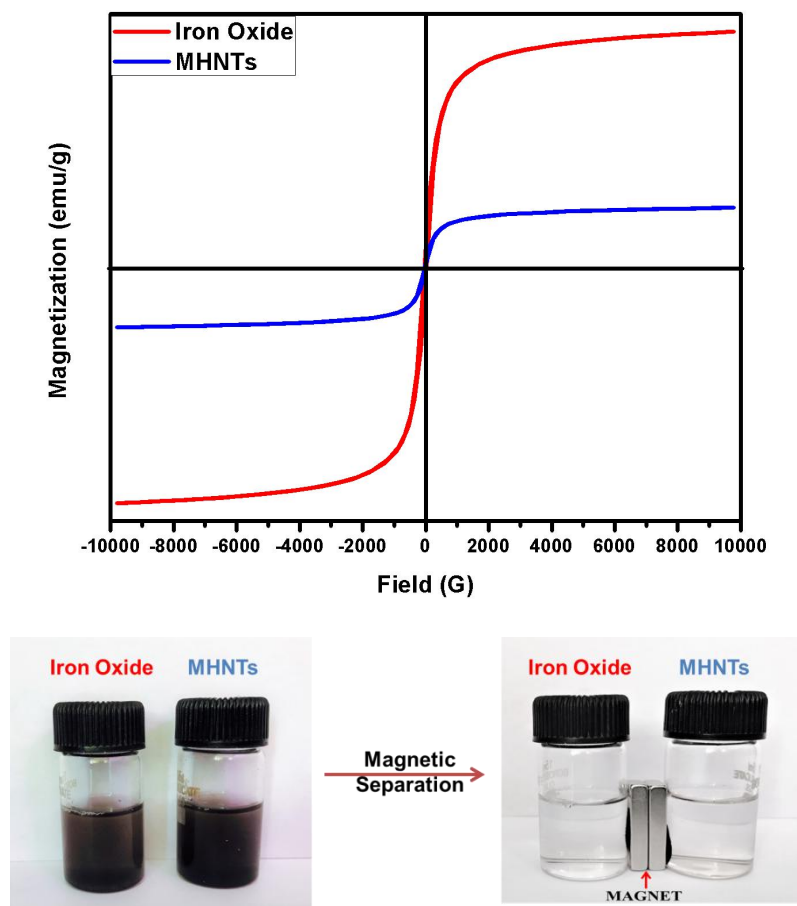 Iron Oxide
MHNTs
Magnetization (emu/g)
-10000 -8000 -6000 -4000 -2000 0 2000 4000 6000 8000 10000
Field (G)
Iron Oxide MHNTs
Magnetic
Separation
Iron Oxide MHNTs
MAGNET